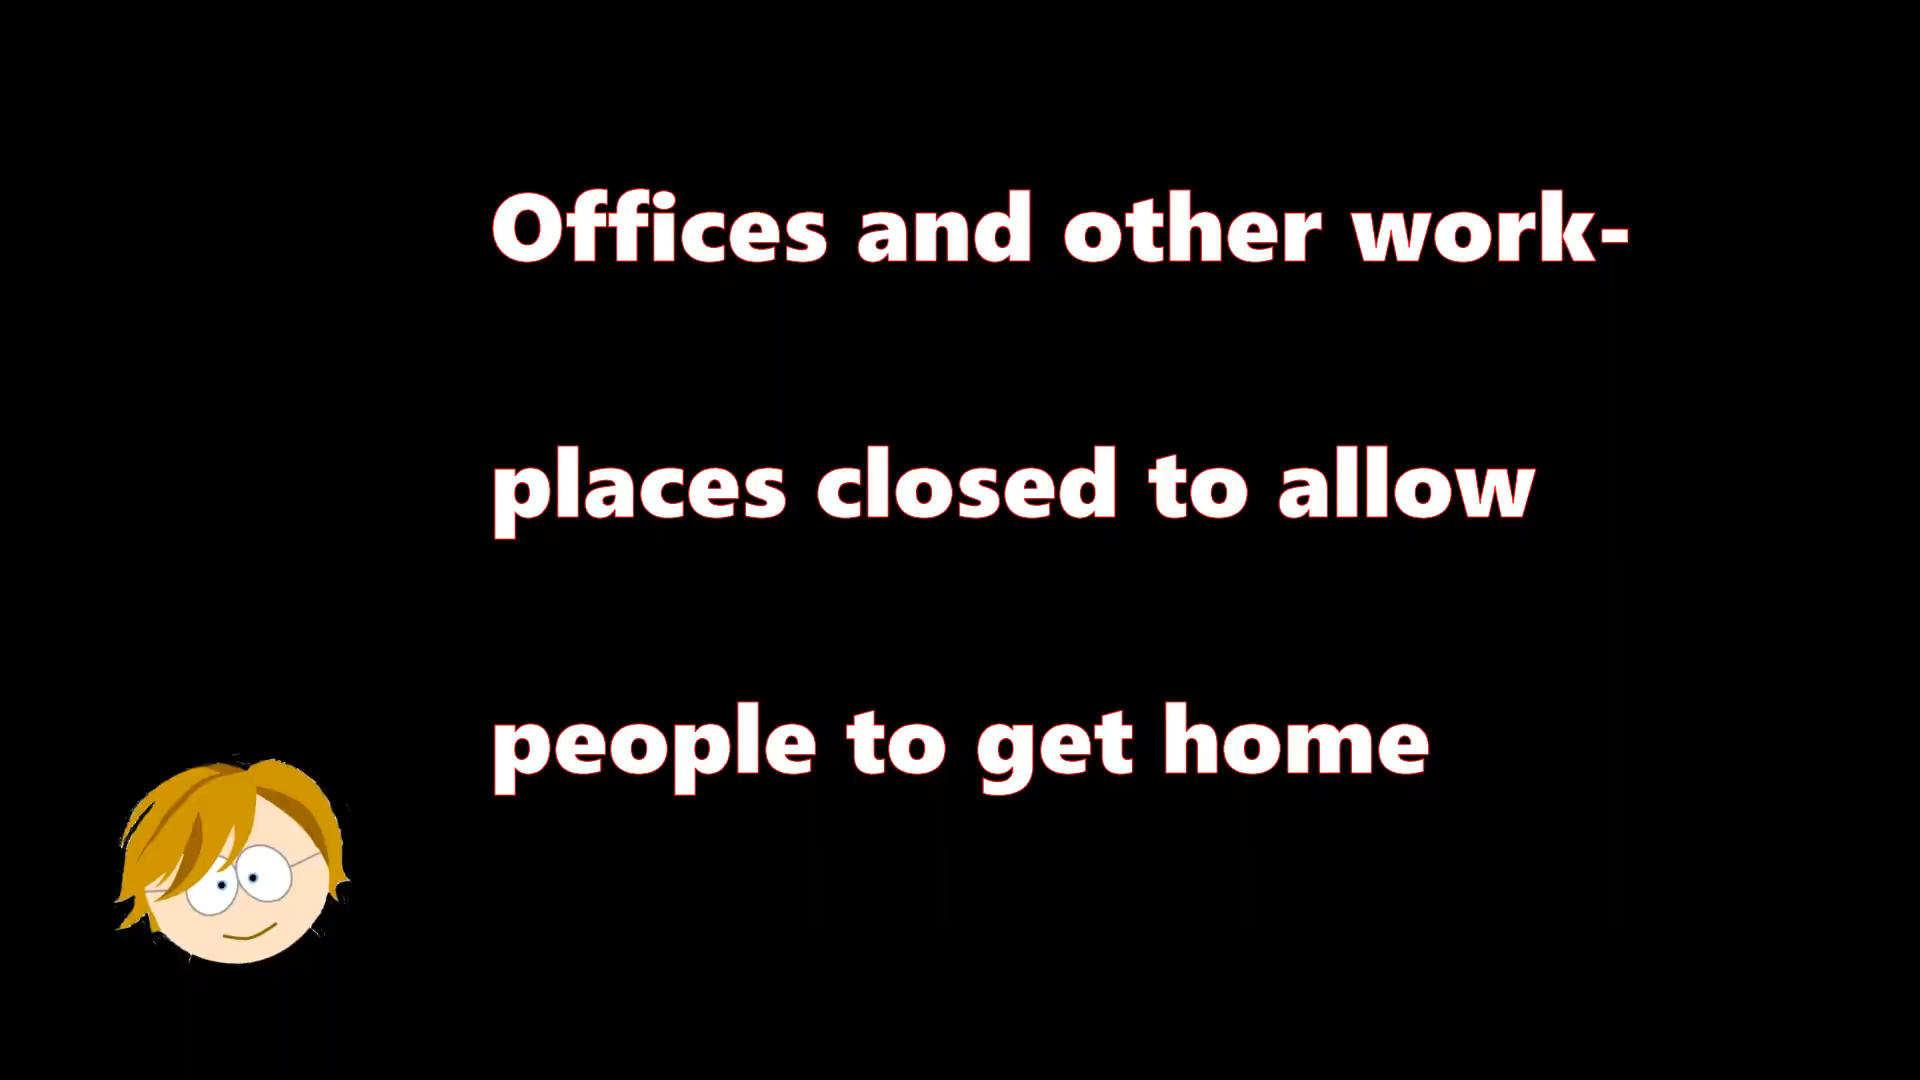 Offices and other work-
places closed to allow
people to get home